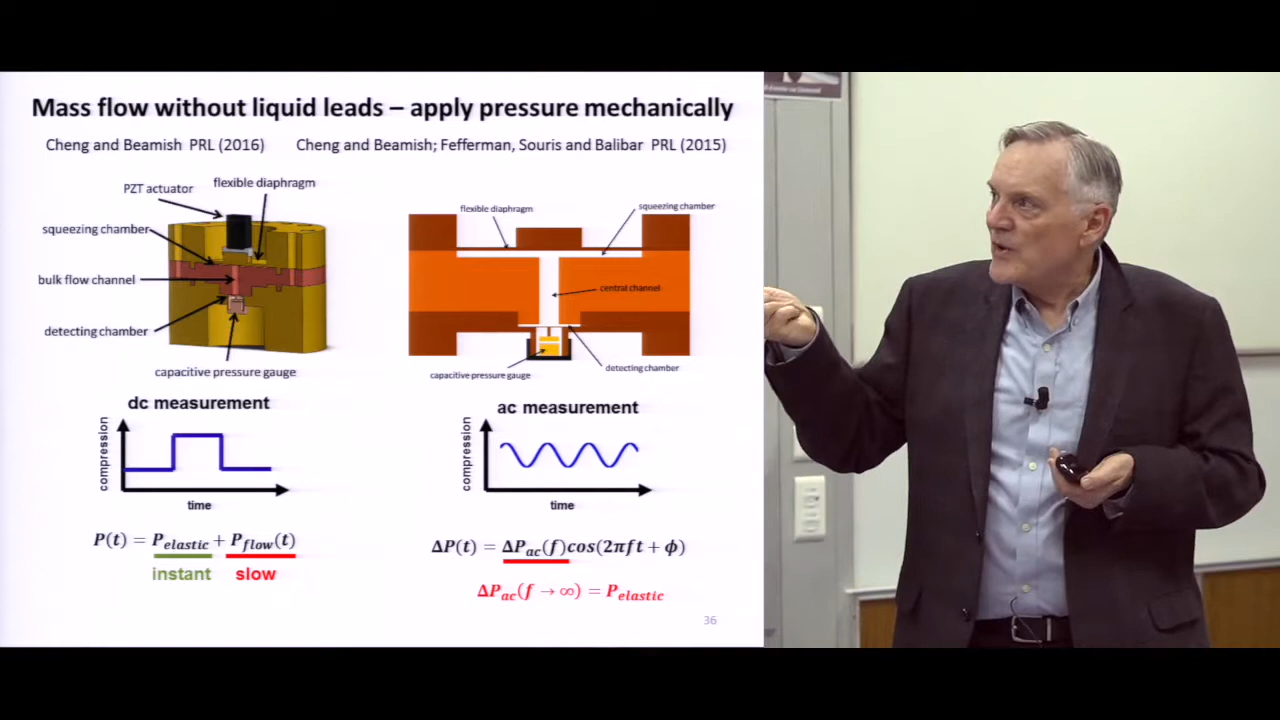 Mass flow without liquid leads – apply pressure mechanically
Cheng and Beamish PRL (2016)
Cheng and Beamish; Fefferman, Souris and Balibar PRL (2015)
PZT actuator
flexible diaphragm
squeezing chamber
bulk flow channel
detecting chamber
capacitive pressure gauge
flexible diaphragm
squeezing chamber
central channel
capacitive pressure gauge
detecting chamber
dc measurement
compression
time
P(t) = P_elastic + P_flow(t)
instant
slow
ac measurement
compression
time
ΔP(t) = ΔP_ac(f)cos(2πft + ϕ)
ΔP_ac(f → ∞) = P_elastic
36